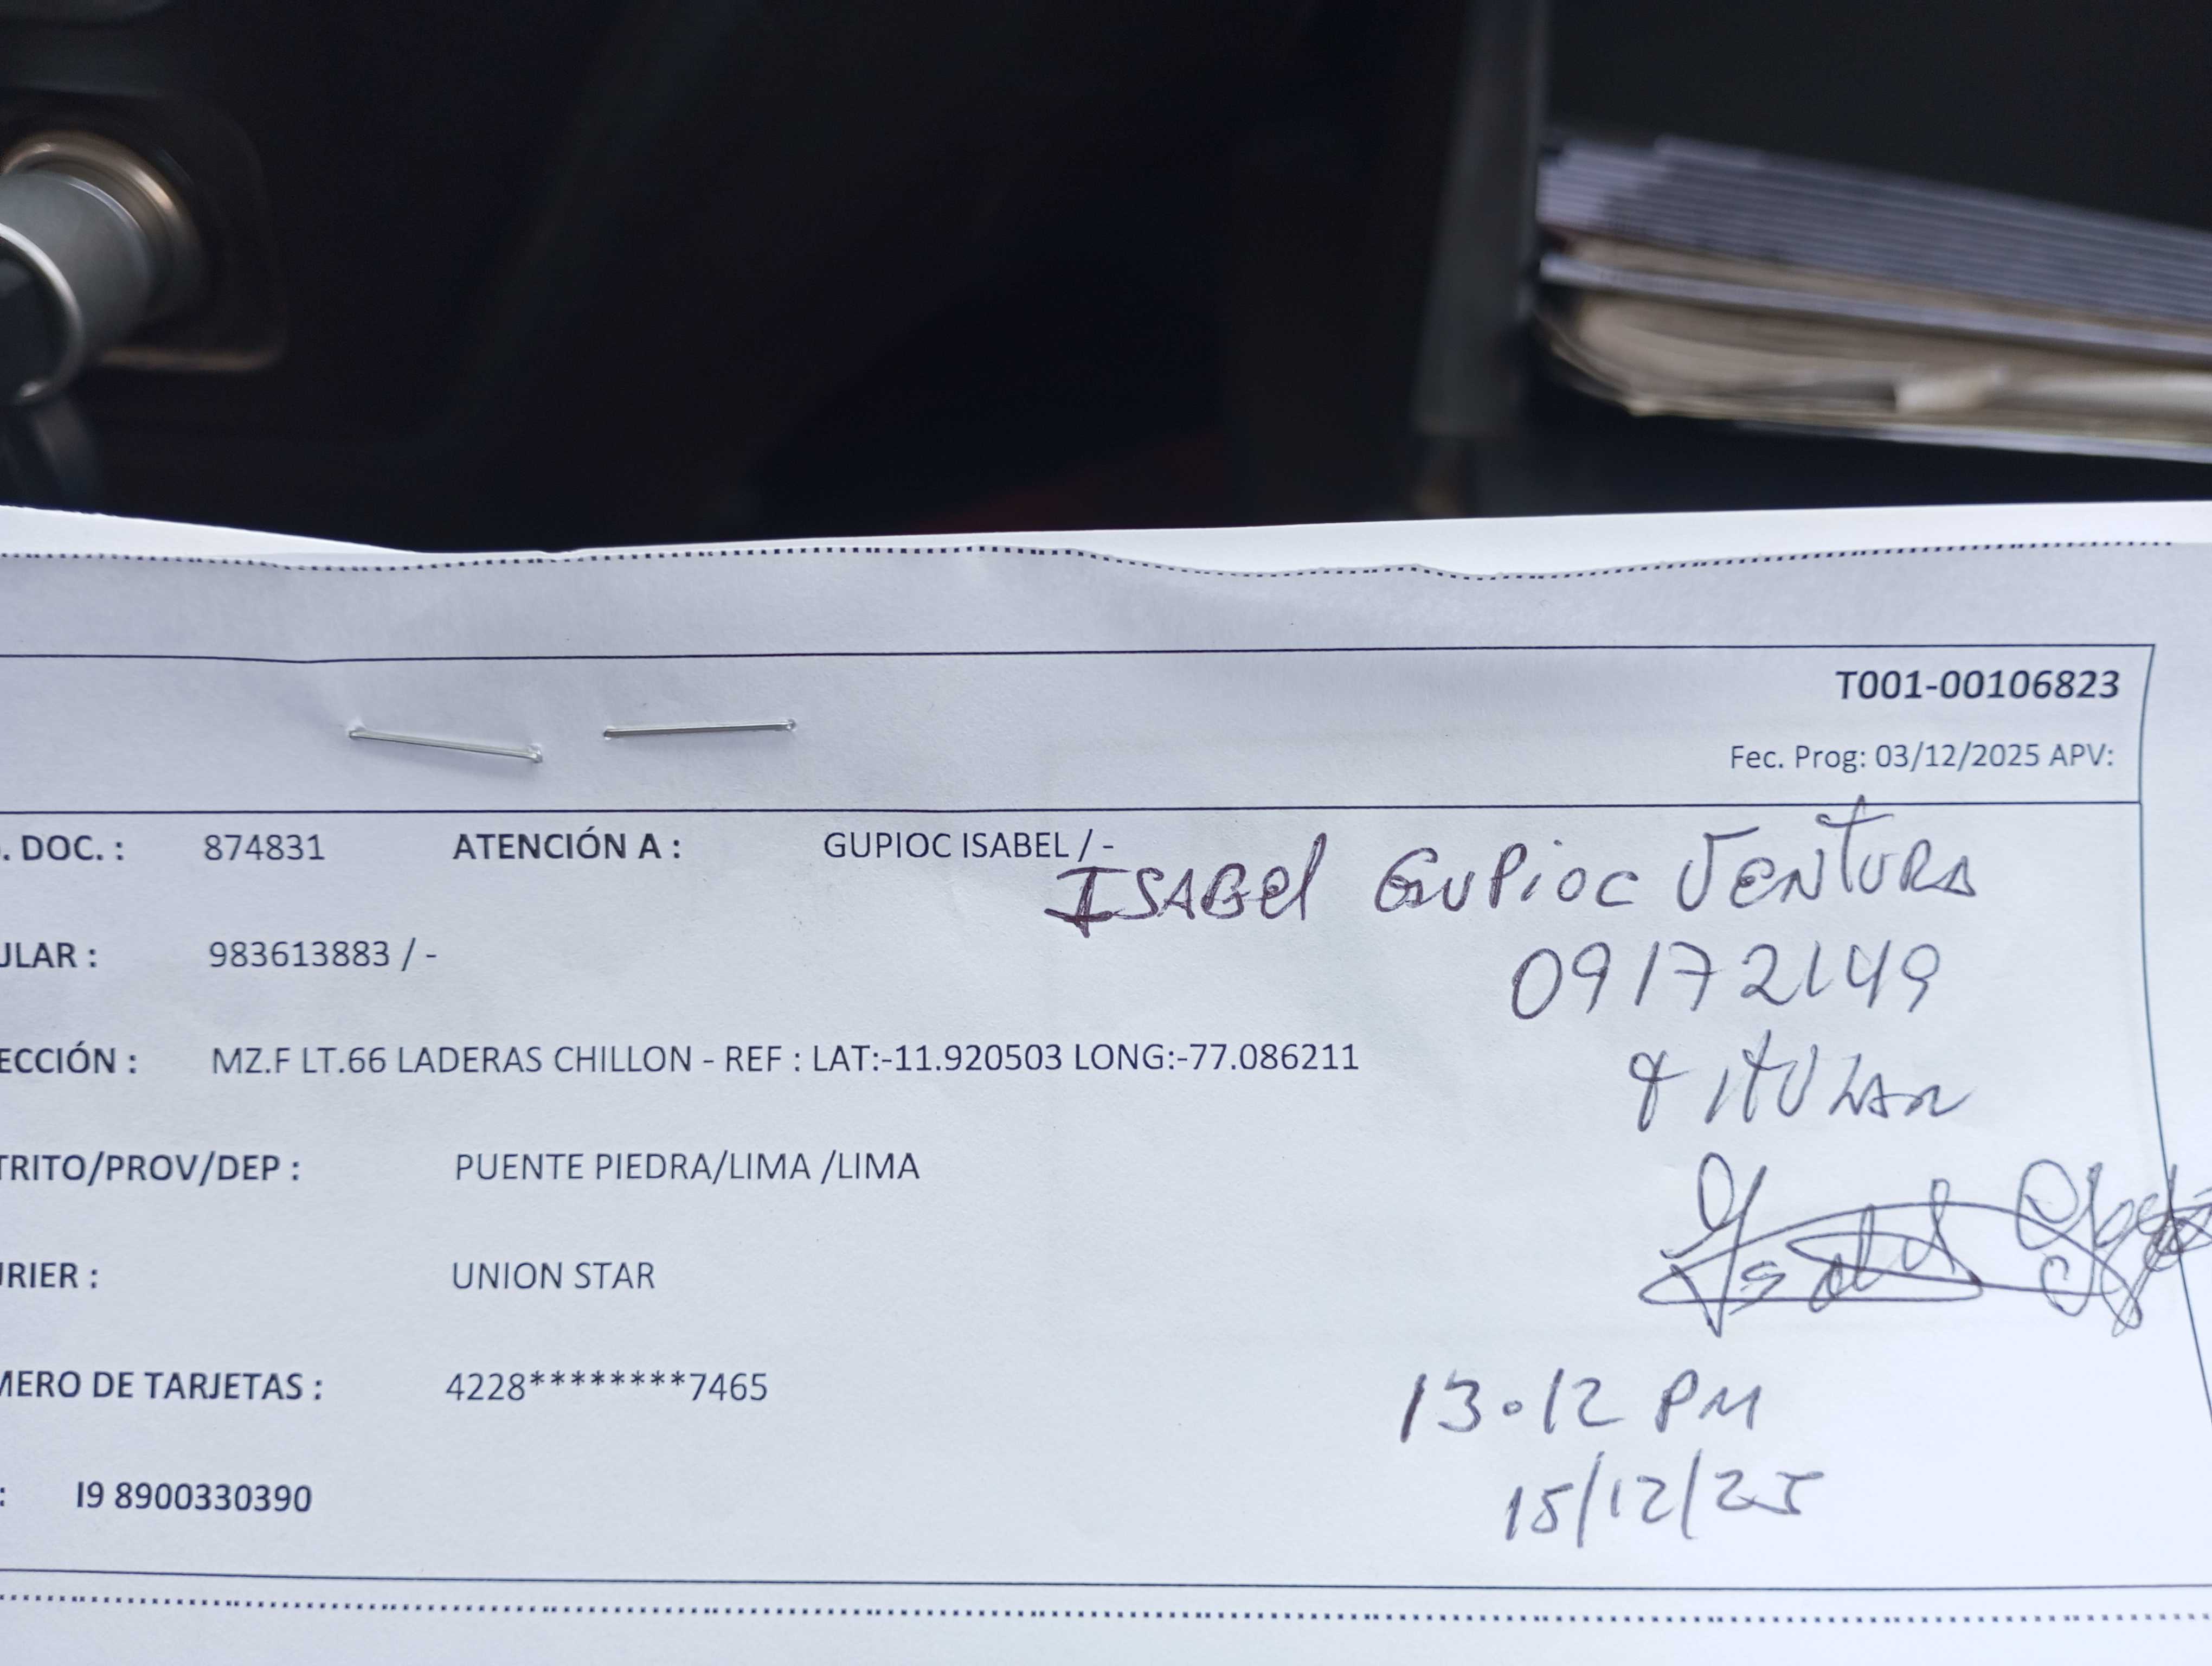 T001-00106823
Fec. Prog: 03/12/2025 APV:
. DOC. : 874831 ATENCIÓN A : GUPIOC ISABEL / -
ISABel GUPioc VENTURA
ULAR : 983613883 / -
09172149
ECCIÓN : MZ.F LT.66 LADERAS CHILLON - REF : LAT:-11.920503 LONG:-77.086211
tituLAR
TRITO/PROV/DEP : PUENTE PIEDRA/LIMA /LIMA
RIER : UNION STAR
MERO DE TARJETAS : 4228********7465
13.12 PM
: I9 8900330390
15/12/25